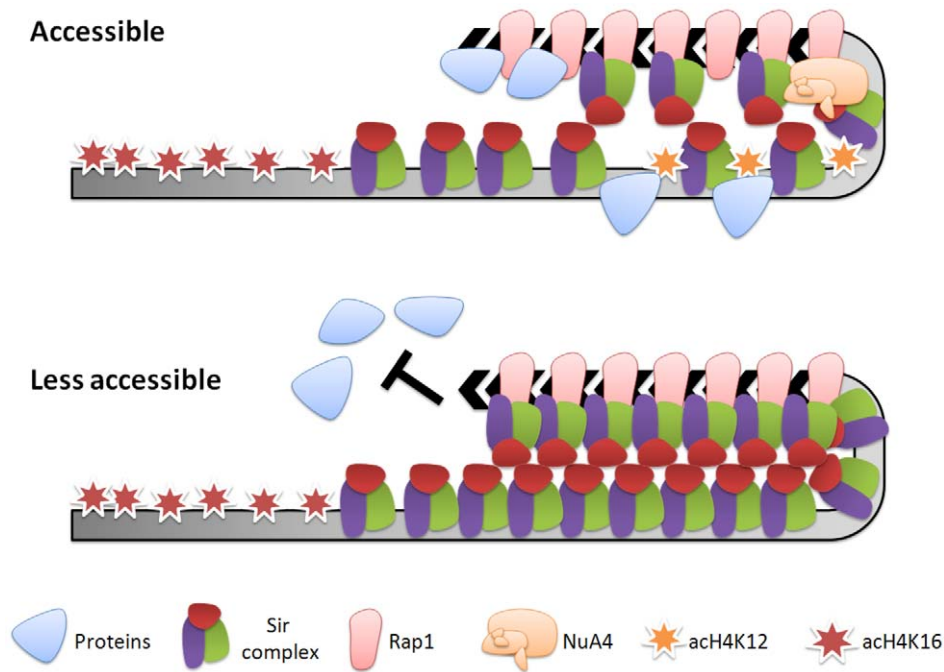 Accessible
Less accessible
Proteins
Sir
complex
Rap1
NuA4
acH4K12
acH4K16